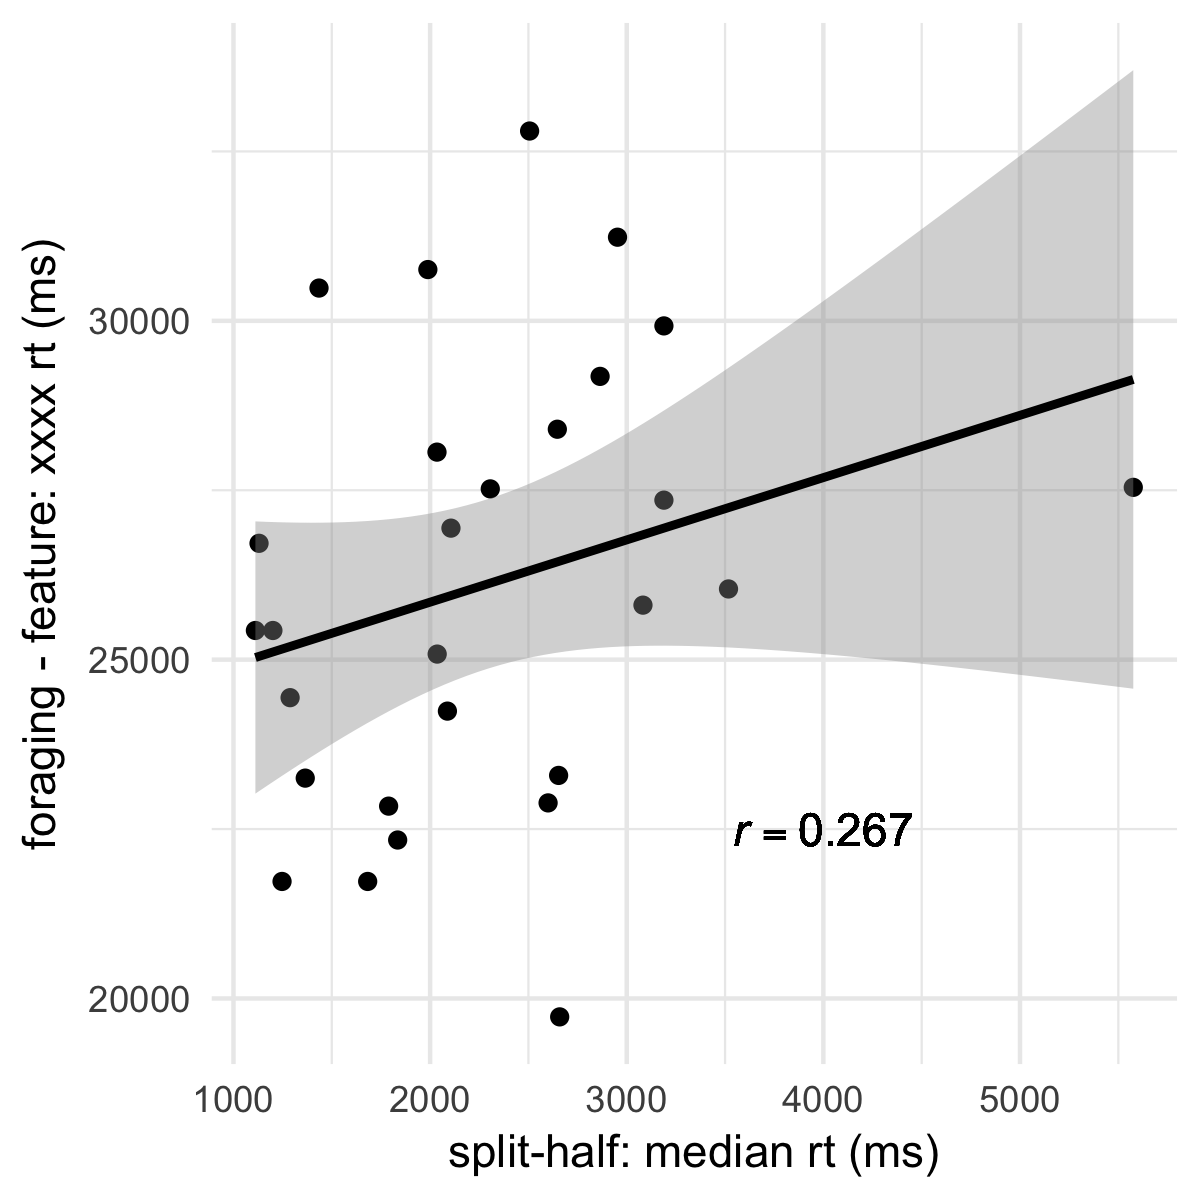 foraging - feature: xxxx rt (ms)
30000
25000
20000
r = 0.267
1000 2000 3000 4000 5000
split-half: median rt (ms)